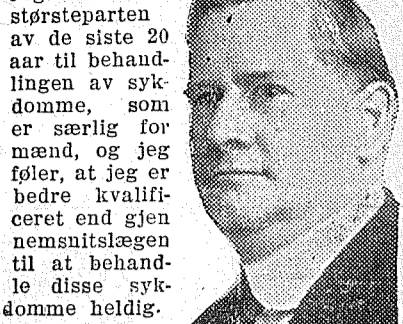 størsteparten
av de siste 20
aar til behand-
lingen av syk-
domme, som
er særlig for
mænd, og jeg
føler, at jeg er
bedre kvalifi-
ceret end gjen
nemsnitslægen
til at behand-
le disse syk-
domme heldig.